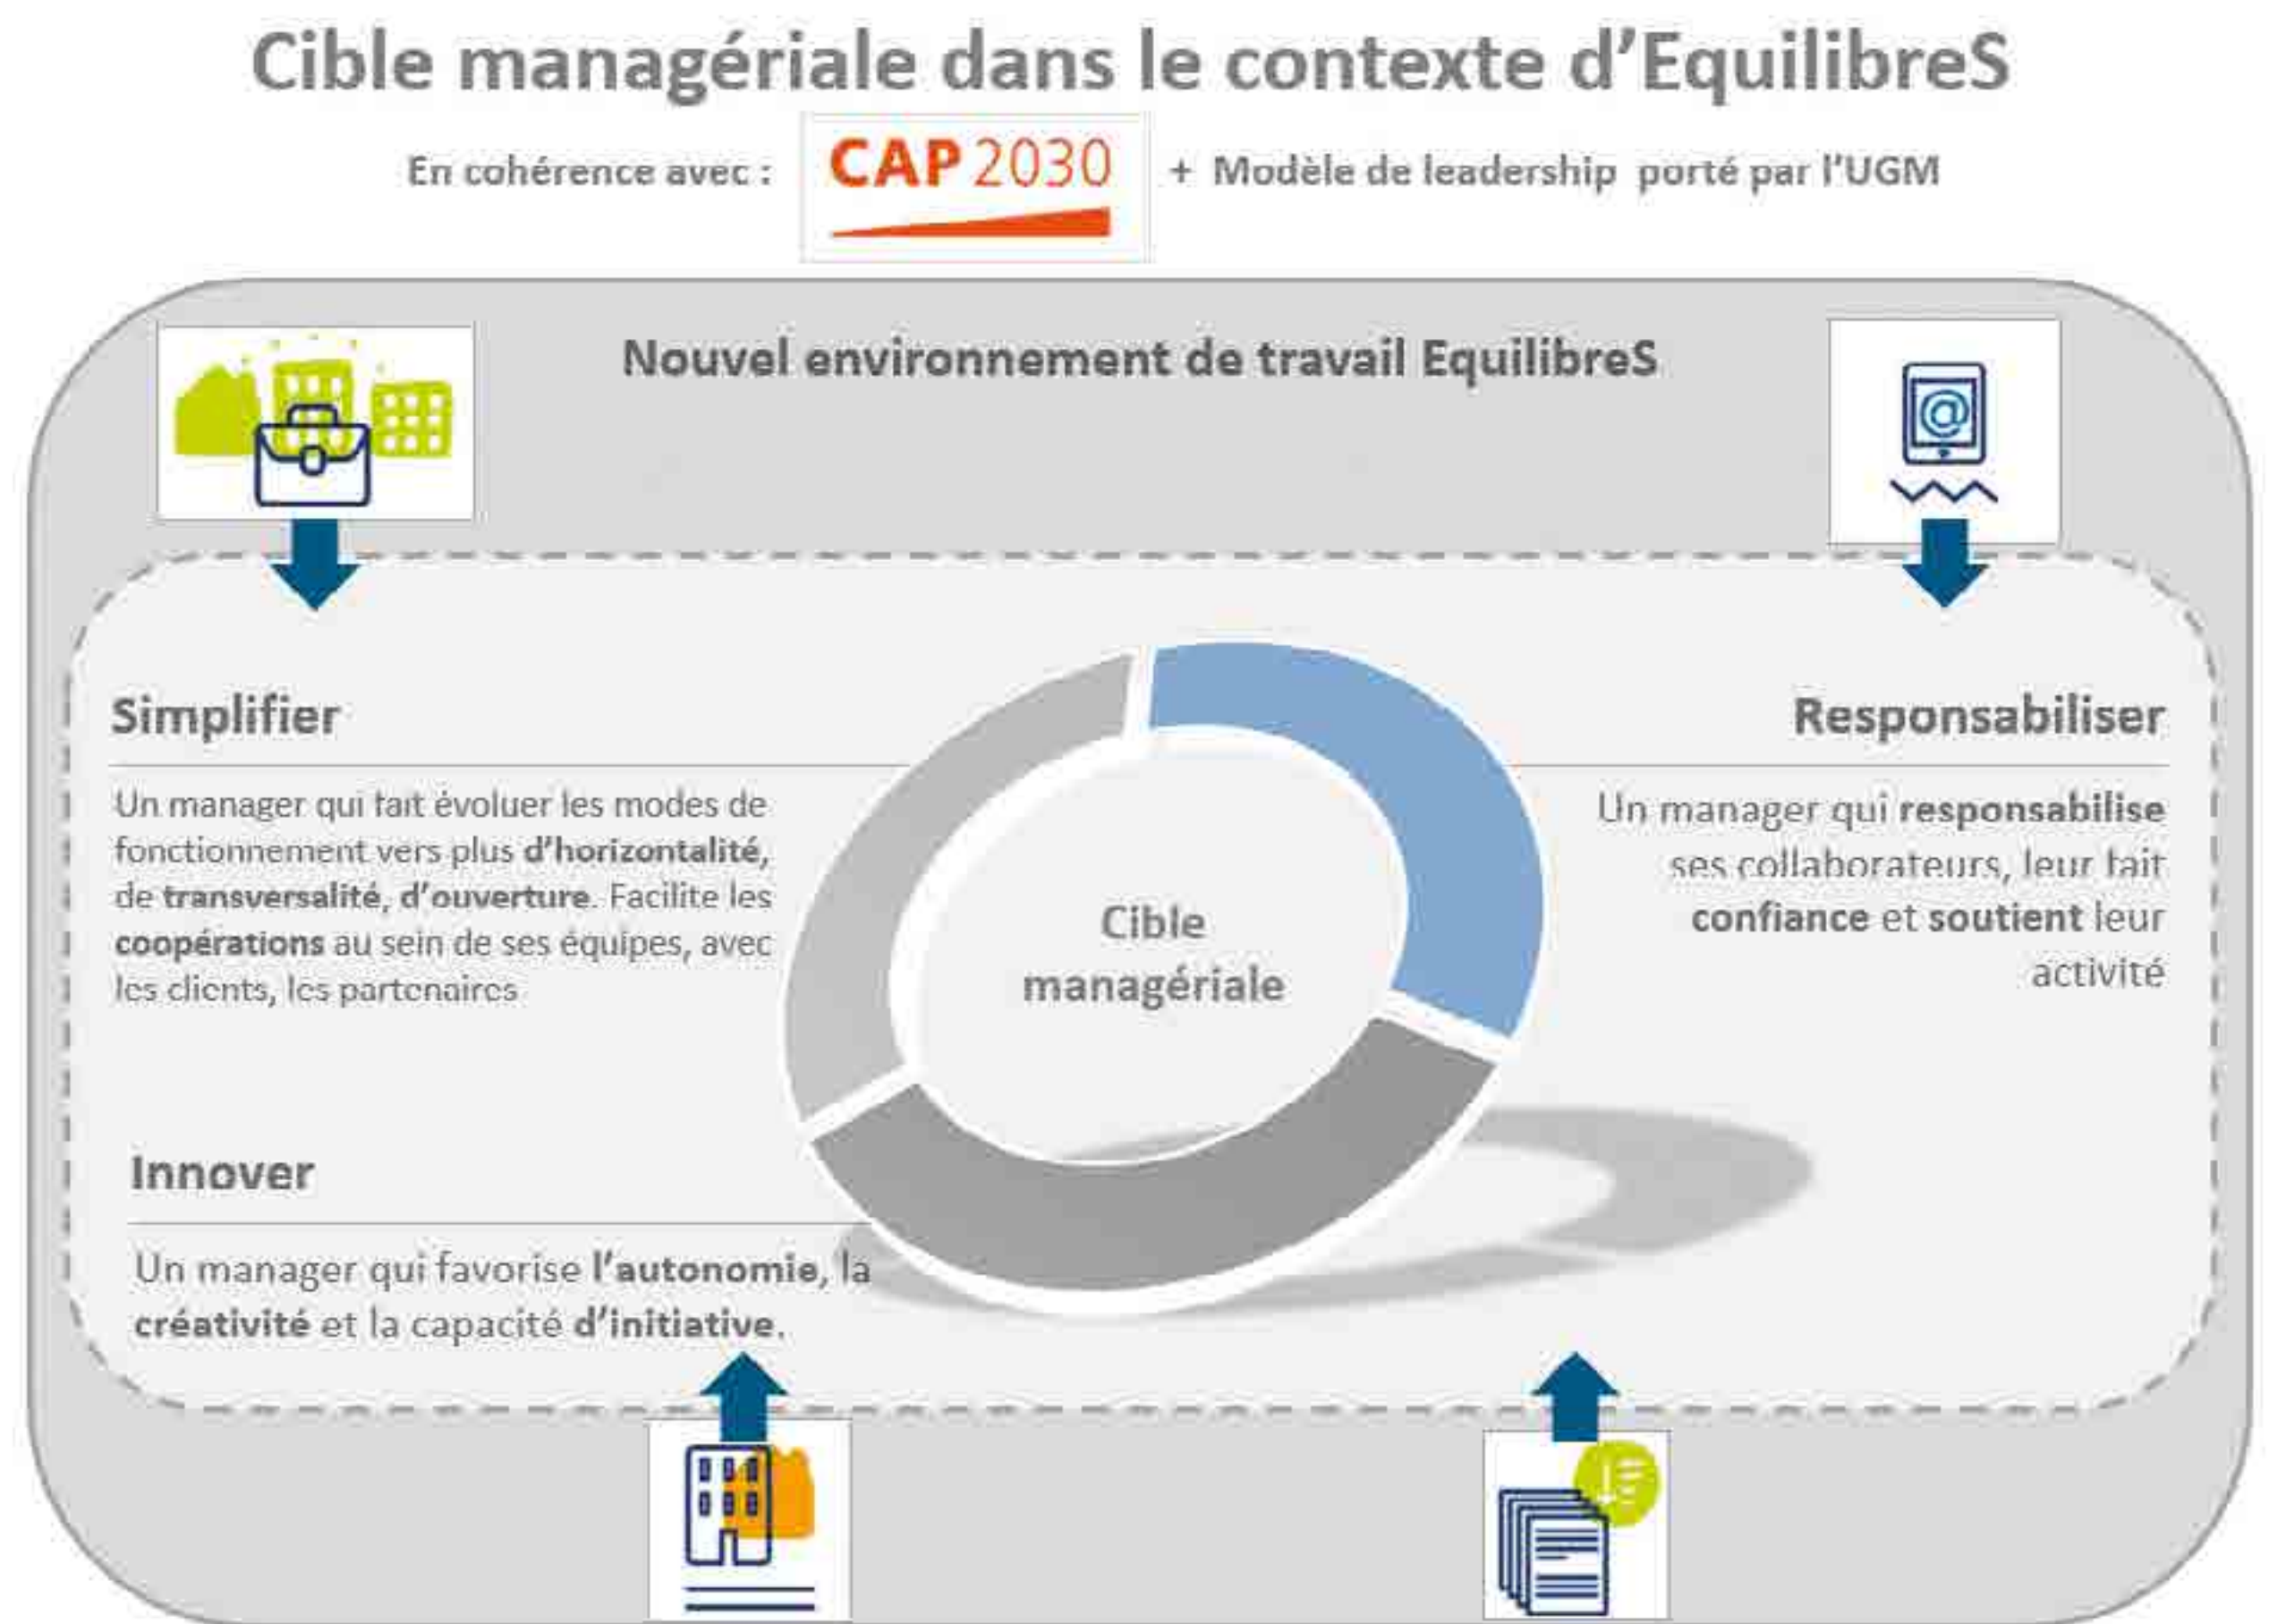 Cible managériale dans le contexte d'EquilibreS
En cohérence avec :
CAP 2030
+ Modèle de leadership porté par l'UGM
Nouvel environnement de travail EquilibreS
@
Simplifier
Un manager qui fait évoluer les modes de
fonctionnement vers plus d'horizontalité,
de transversalité, d'ouverture. Facilite les
coopérations au sein de ses équipes, avec
les clients, les partenaires
Responsabiliser
Un manager qui responsabilise
ses collaborateurs, leur fait
confiance et soutient leur
activité
Cible
managériale
Innover
Un manager qui favorise l'autonomie, la
créativité et la capacité d'initiative.